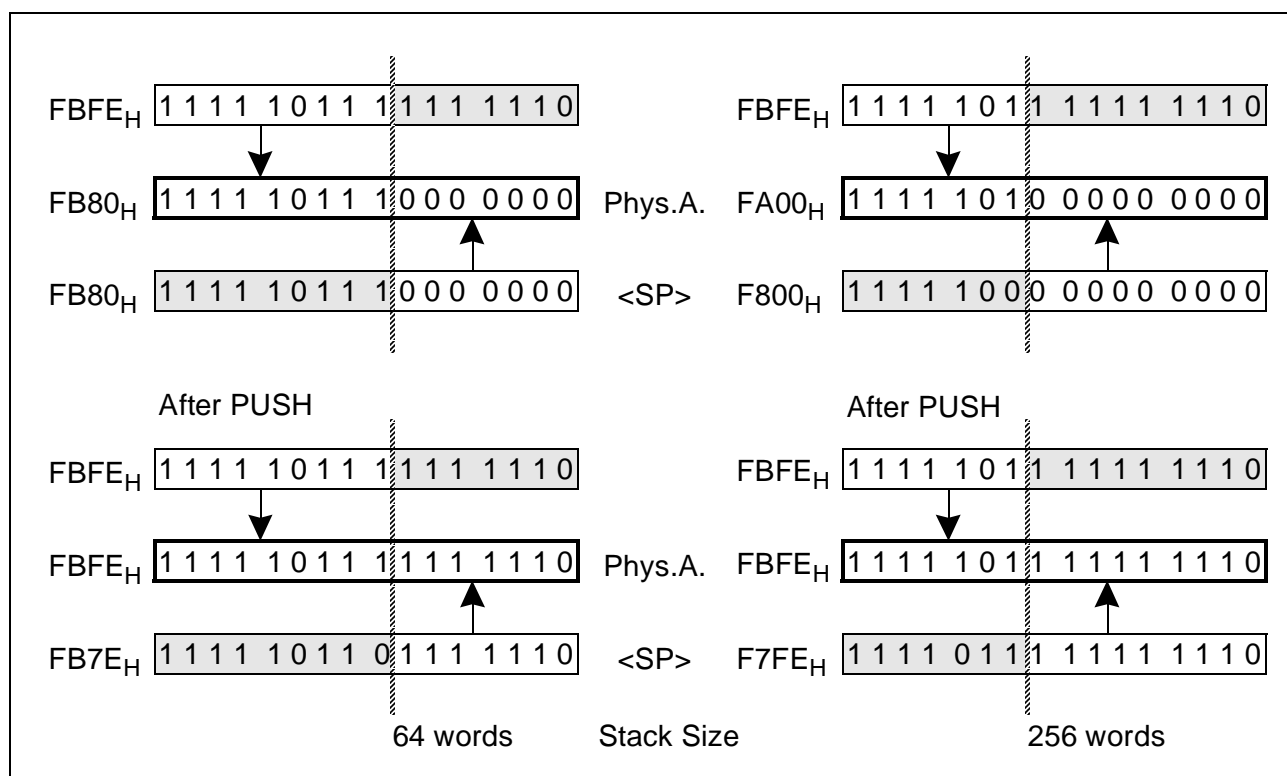 FBFEH 1111 1011 1111 1110 FBFEH 1111 1011 1111 1110
FB80H 1111 1011 1000 0000 Phys.A. FA00H 1111 1010 0000 0000
FB80H 1111 1011 1000 0000 <SP> F800H 1111 1000 0000 0000
After PUSH After PUSH
FBFEH 1111 1011 1111 1110 FBFEH 1111 1011 1111 1110
FBFEH 1111 1011 1111 1110 Phys.A. FBFEH 1111 1011 1111 1110
FB7EH 1111 1011 0111 1110 <SP> F7FEH 1111 0111 1111 1110
64 words Stack Size 256 words